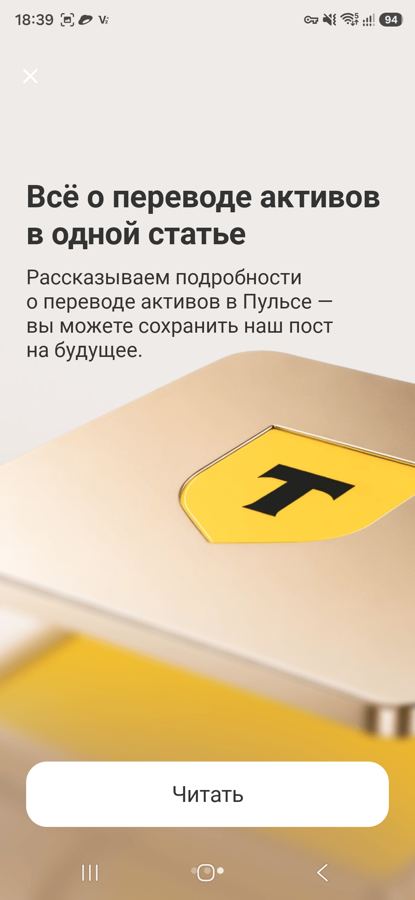 18:39
94
Всё о переводе активов
в одной статье
Рассказываем подробности
о переводе активов в Пульсе —
вы можете сохранить наш пост
на будущее.
Т
Читать